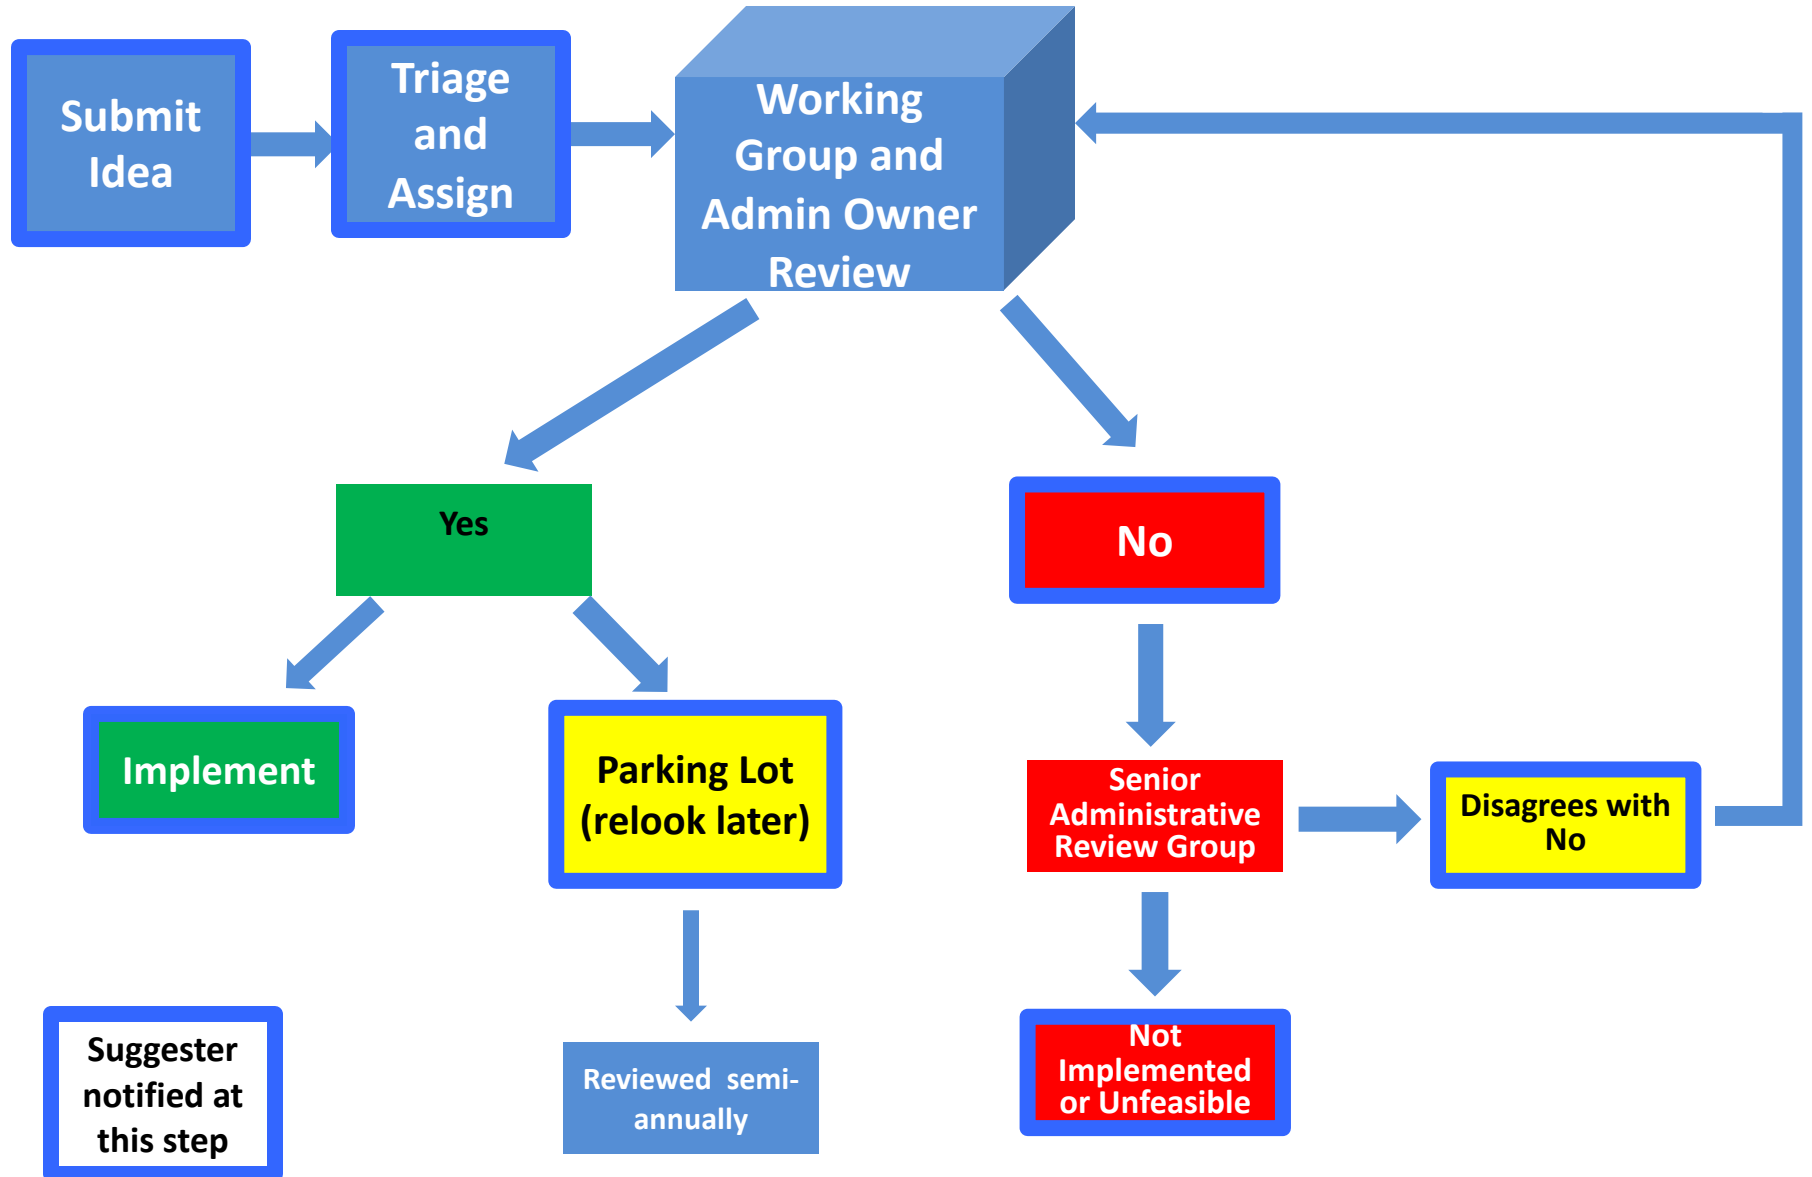 Submit
Idea
Triage
and
Assign
Working
Group and
Admin Owner
Review
Yes
No
Implement
Parking Lot
(relook later)
Senior
Administrative
Review Group
Disagrees with
No
Suggester
notified at
this step
Reviewed  semi-
annually
Not
Implemented
or Unfeasible